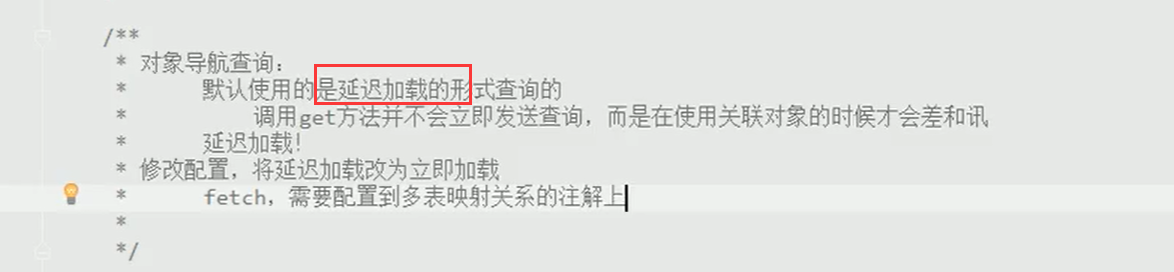 /**
* 对象导航查询：
* 默认使用的是延迟加载的形式查询的
* 调用get方法并不会立即发送查询，而是在使用关联对象的时候才会差和讯
* 延迟加载！
* 修改配置，将延迟加载改为立即加载
* fetch，需要配置到多表映射关系的注解上
*
*/